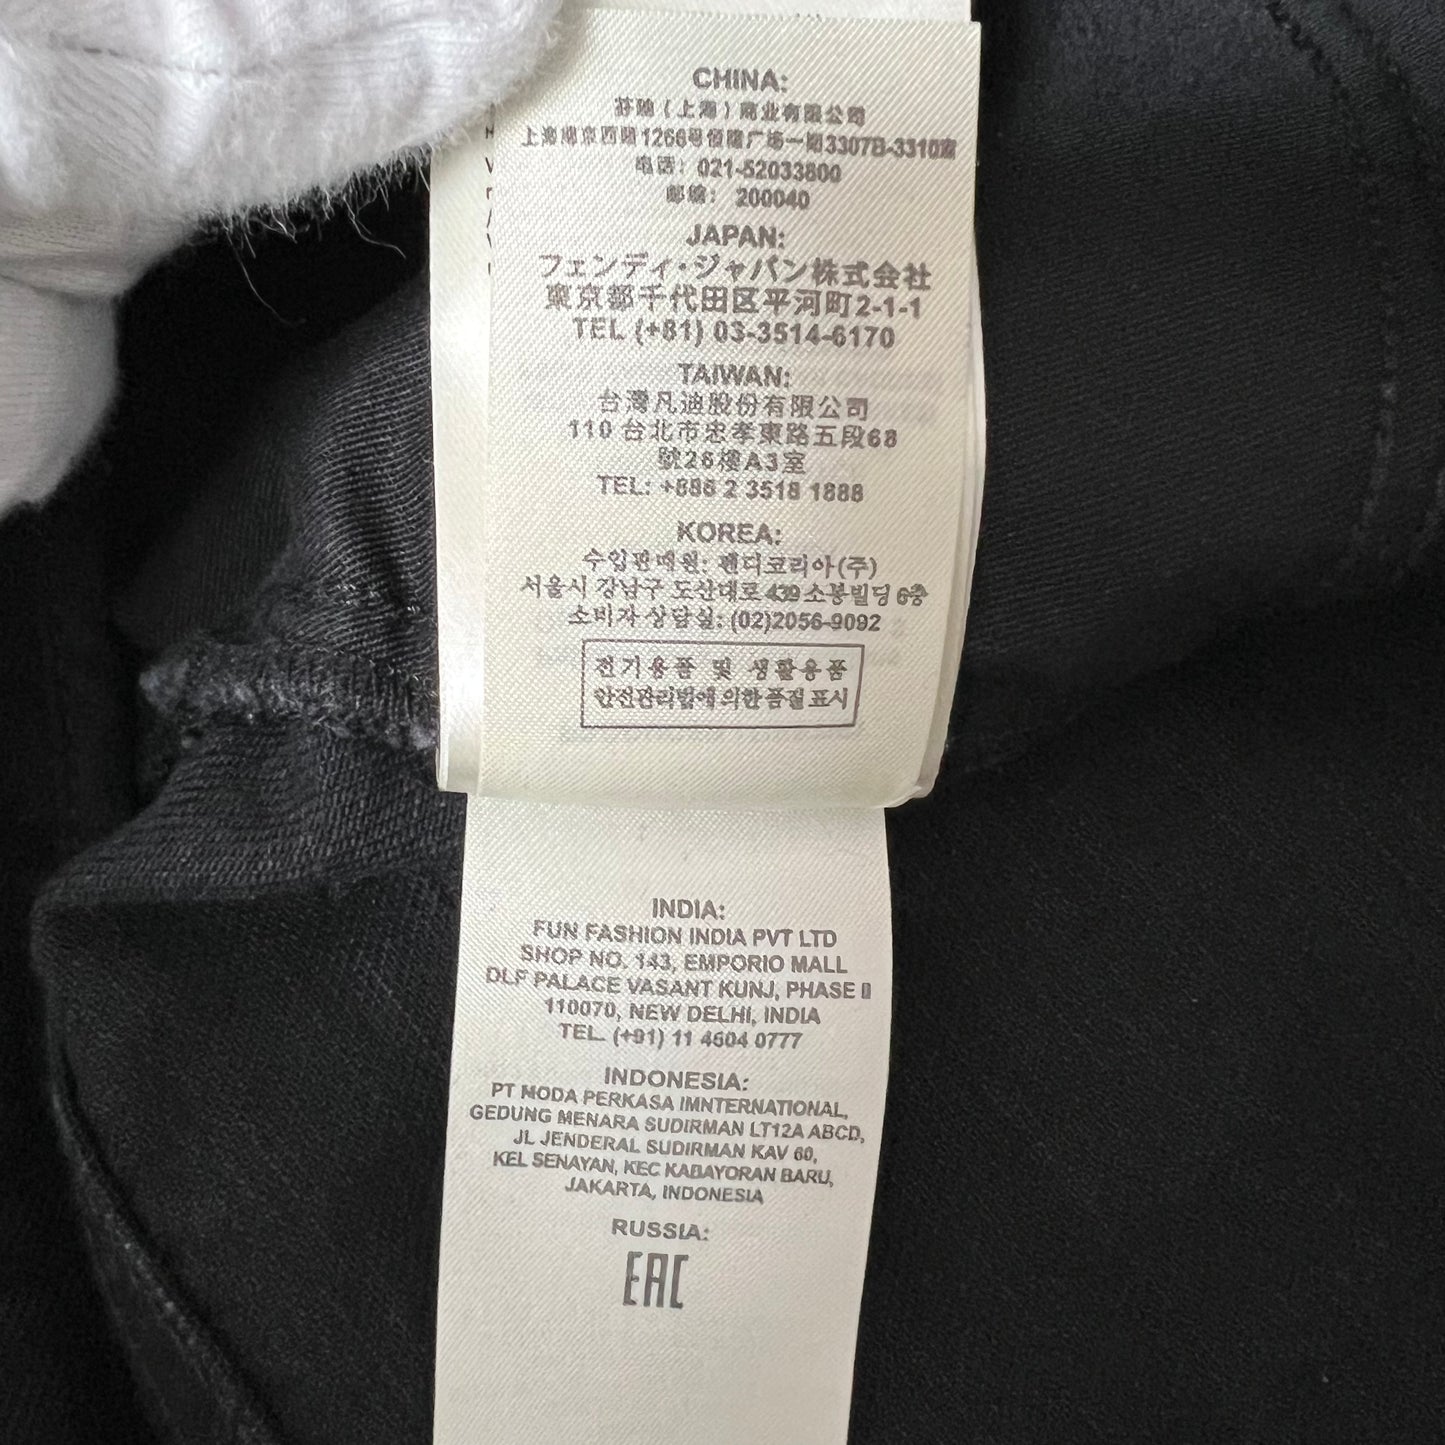 CHINA:
芬迪（上海）商业有限公司
上海南京西路1266号恒隆广场一期3307B-3310室
电话： 021-52033800
邮编： 200040
JAPAN:
フェンディ・ジャパン株式会社
東京都千代田区平河町2-1-1
TEL (+81) 03-3514-6170
TAIWAN:
台灣凡迪股份有限公司
110 台北市忠孝東路五段68
號26樓A3室
TEL: +886 2 3518 1888
KOREA:
수입판매원: 펜디코리아(주)
서울시 강남구 도산대로 439 소봉빌딩 6층
소비자 상담실: (02)2056-9092
전기용품 및 생활용품
안전관리법에 의한 품질 표시
INDIA:
FUN FASHION INDIA PVT LTD
SHOP NO. 143, EMPORIO MALL
DLF PALACE VASANT KUNJ, PHASE II
110070, NEW DELHI, INDIA
TEL. (+91) 11 4604 0777
INDONESIA:
PT MODA PERKASA IMNTERNATIONAL,
GEDUNG MENARA SUDIRMAN LT12A ABCD,
JL JENDERAL SUDIRMAN KAV 60,
KEL SENAYAN, KEC KABAYORAN BARU,
JAKARTA, INDONESIA
RUSSIA:
EAC